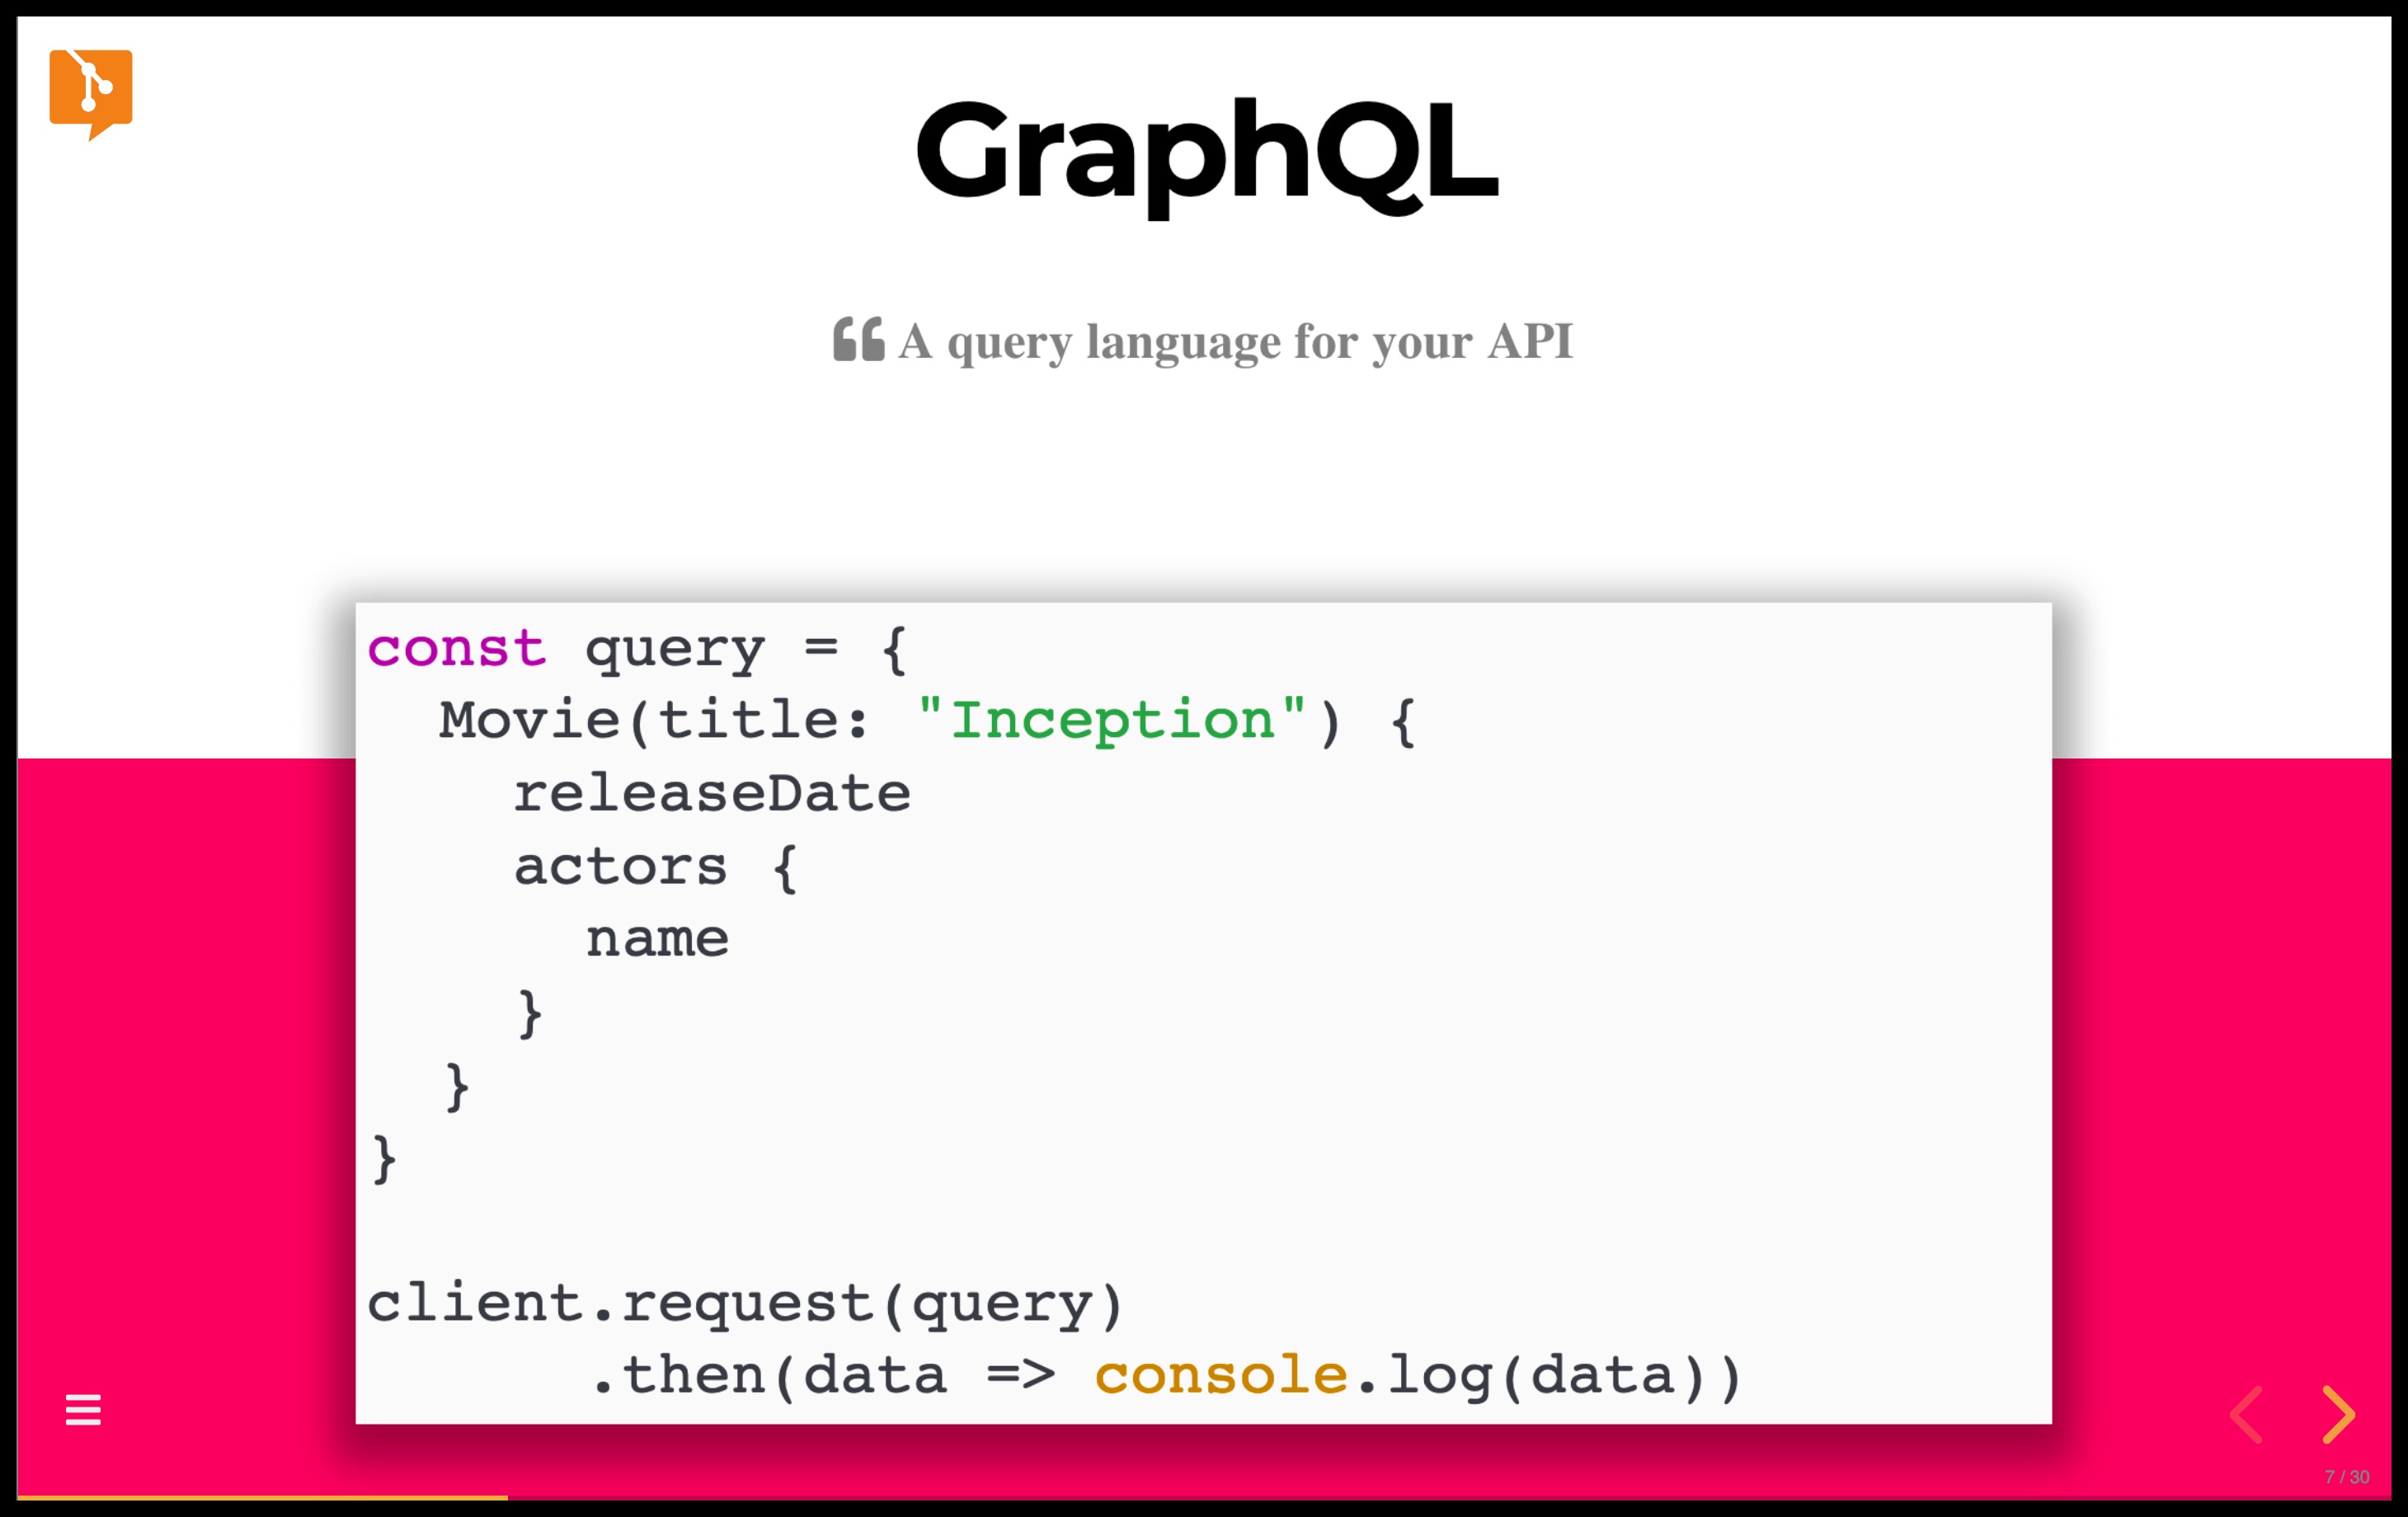 GraphQL
“ A query language for your API
const query = {
  Movie(title: "Inception") {
    releaseDate
    actors {
      name
    }
  }
}

client.request(query)
      .then(data => console.log(data))
7 / 30